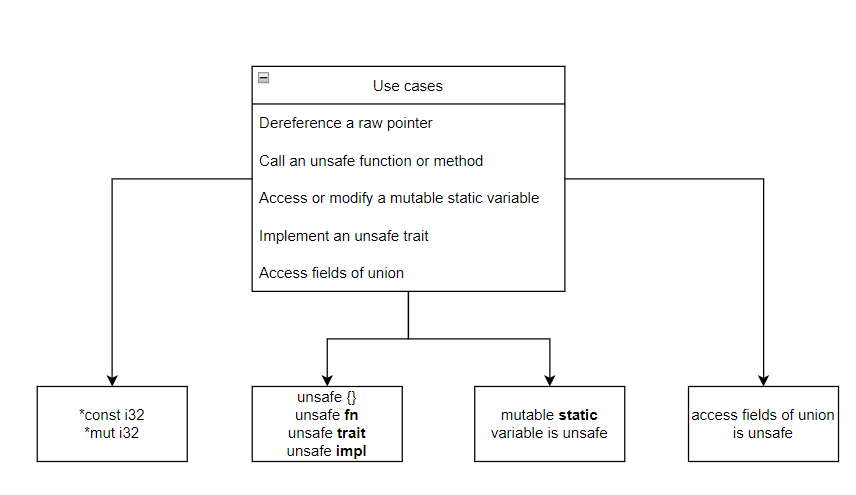 Use cases
Dereference a raw pointer
Call an unsafe function or method
Access or modify a mutable static variable
Implement an unsafe trait
Access fields of union
*const i32
*mut i32
unsafe {}
unsafe fn
unsafe trait
unsafe impl
mutable static
variable is unsafe
access fields of union
is unsafe